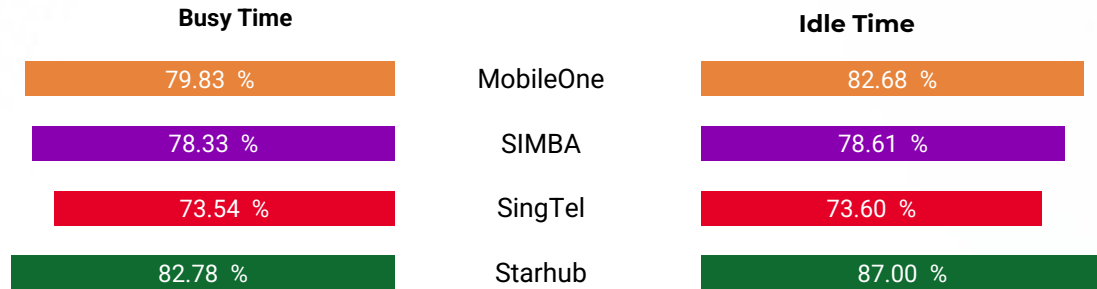 Busy Time
Idle Time
79.83 % MobileOne 82.68 %
78.33 % SIMBA 78.61 %
73.54 % SingTel 73.60 %
82.78 % Starhub 87.00 %